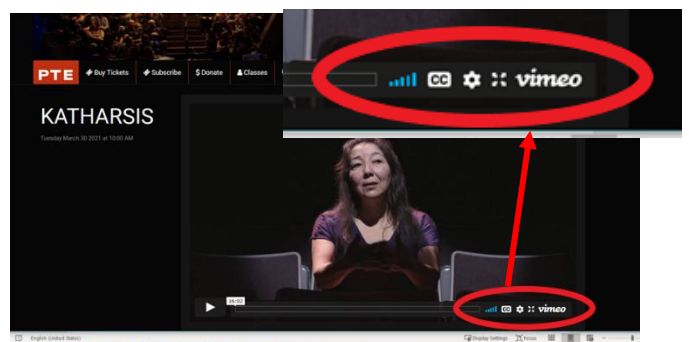 CC vimeo
PTE Buy Tickets Subscribe $ Donate Classes
KATHARSIS
Tuesday March 30 2021 at 10:00 AM
36:02
CC vimeo
English (United States) Display Settings Focus